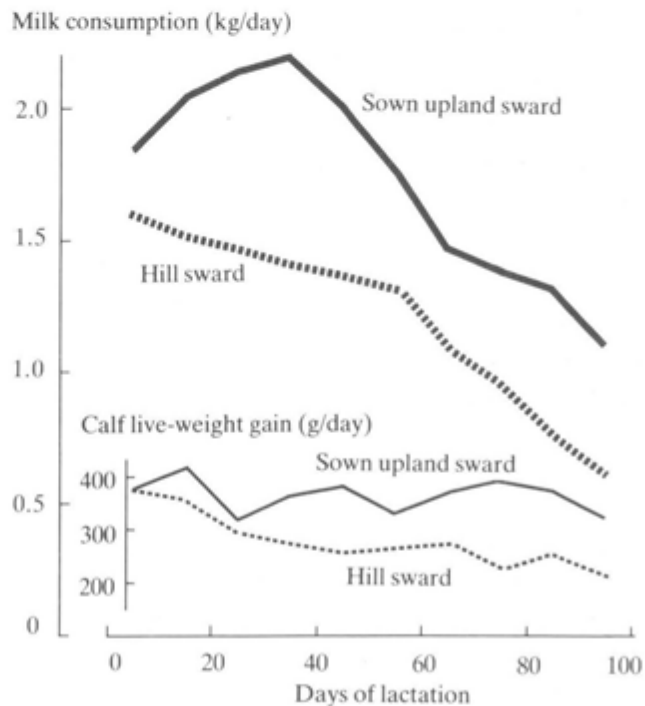 Milk consumption (kg/day)
2.0
Sown upland sward
1.5
Hill sward
1.0
Calf live-weight gain (g/day)
Sown upland sward
400
0.5
300
Hill sward
200
0
0 20 40 60 80 100
Days of lactation